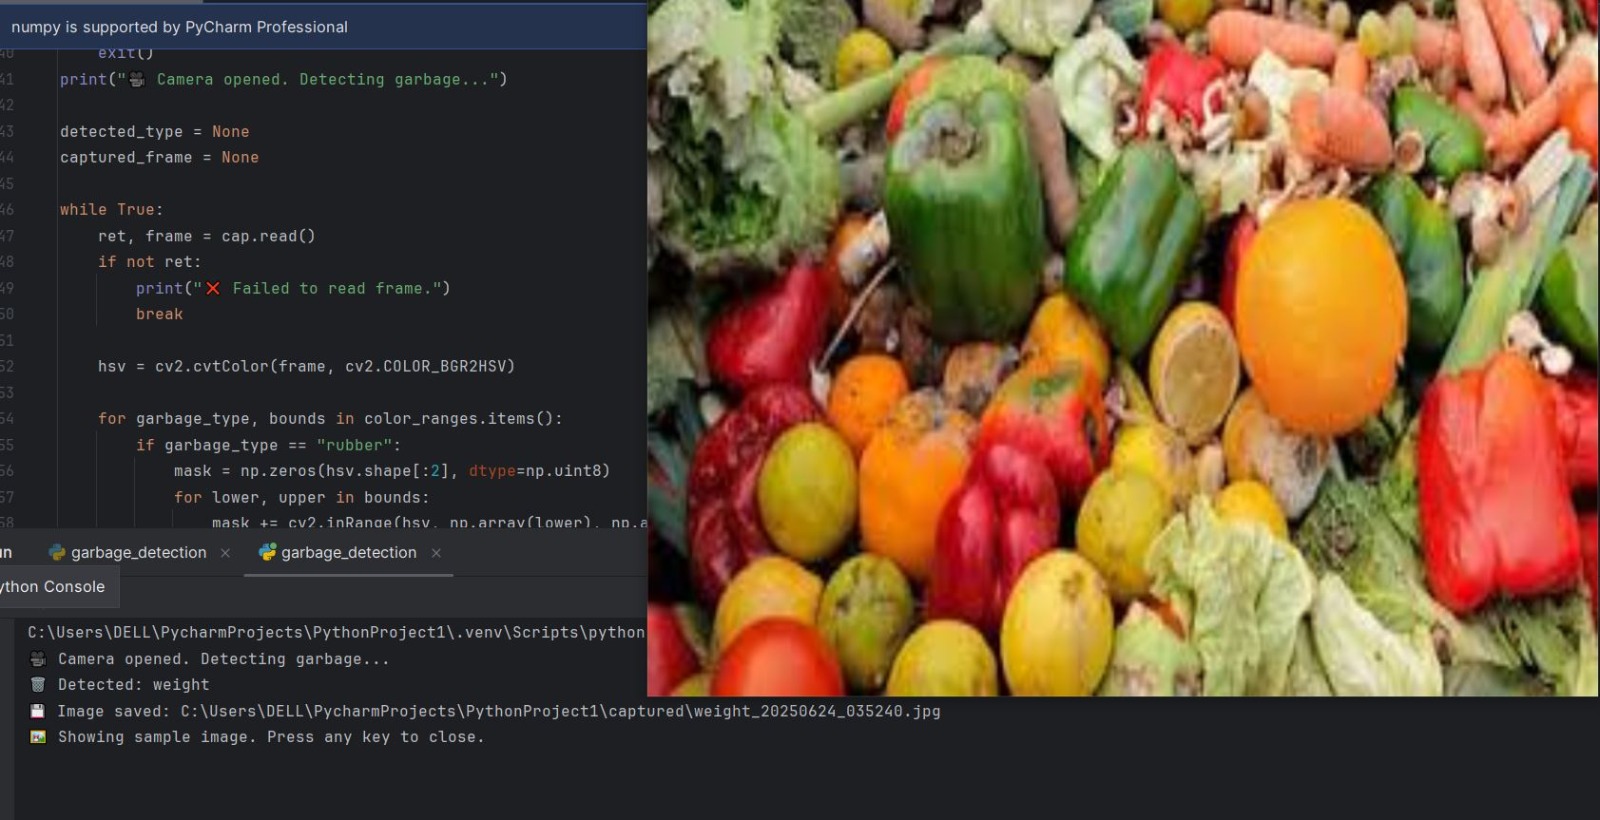 numpy is supported by PyCharm Professional
40 exit()
41 print("🎥 Camera opened. Detecting garbage...")
42
43 detected_type = None
44 captured_frame = None
45
46 while True:
47 ret, frame = cap.read()
48 if not ret:
49 print("❌ Failed to read frame.")
50 break
51
52 hsv = cv2.cvtColor(frame, cv2.COLOR_BGR2HSV)
53
54 for garbage_type, bounds in color_ranges.items():
55 if garbage_type == "rubber":
56 mask = np.zeros(hsv.shape[:2], dtype=np.uint8)
57 for lower, upper in bounds:
58 mask += cv2.inRange(hsv, np.array(lower), np.a
un garbage_detection × garbage_detection ×
ython Console
C:\Users\DELL\PycharmProjects\PythonProject1\.venv\Scripts\python
🎥 Camera opened. Detecting garbage...
🗑️ Detected: weight
💾 Image saved: C:\Users\DELL\PycharmProjects\PythonProject1\captured\weight_20250624_035240.jpg
🖼️ Showing sample image. Press any key to close.